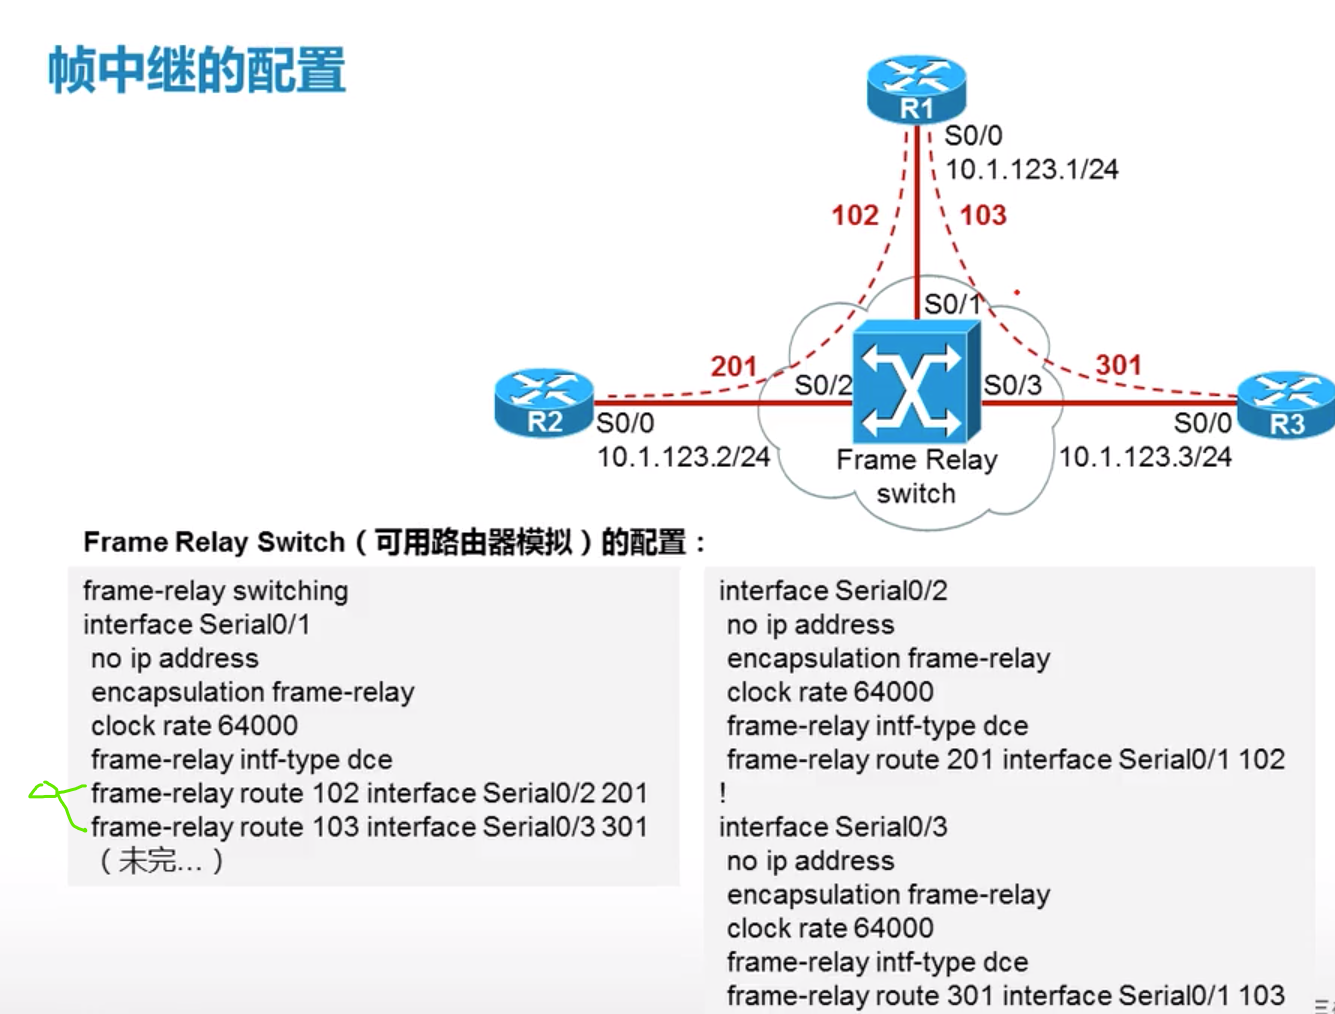 帧中继的配置
R1
S0/0
10.1.123.1/24
102
103
S0/1
201
301
S0/2
S0/3
R2
S0/0
10.1.123.2/24
S0/0
R3
10.1.123.3/24
Frame Relay
switch
Frame Relay Switch（可用路由器模拟）的配置：
frame-relay switching
interface Serial0/1
no ip address
encapsulation frame-relay
clock rate 64000
frame-relay intf-type dce
frame-relay route 102 interface Serial0/2 201
frame-relay route 103 interface Serial0/3 301
（未完...）
interface Serial0/2
no ip address
encapsulation frame-relay
clock rate 64000
frame-relay intf-type dce
frame-relay route 201 interface Serial0/1 102
!
interface Serial0/3
no ip address
encapsulation frame-relay
clock rate 64000
frame-relay intf-type dce
frame-relay route 301 interface Serial0/1 103